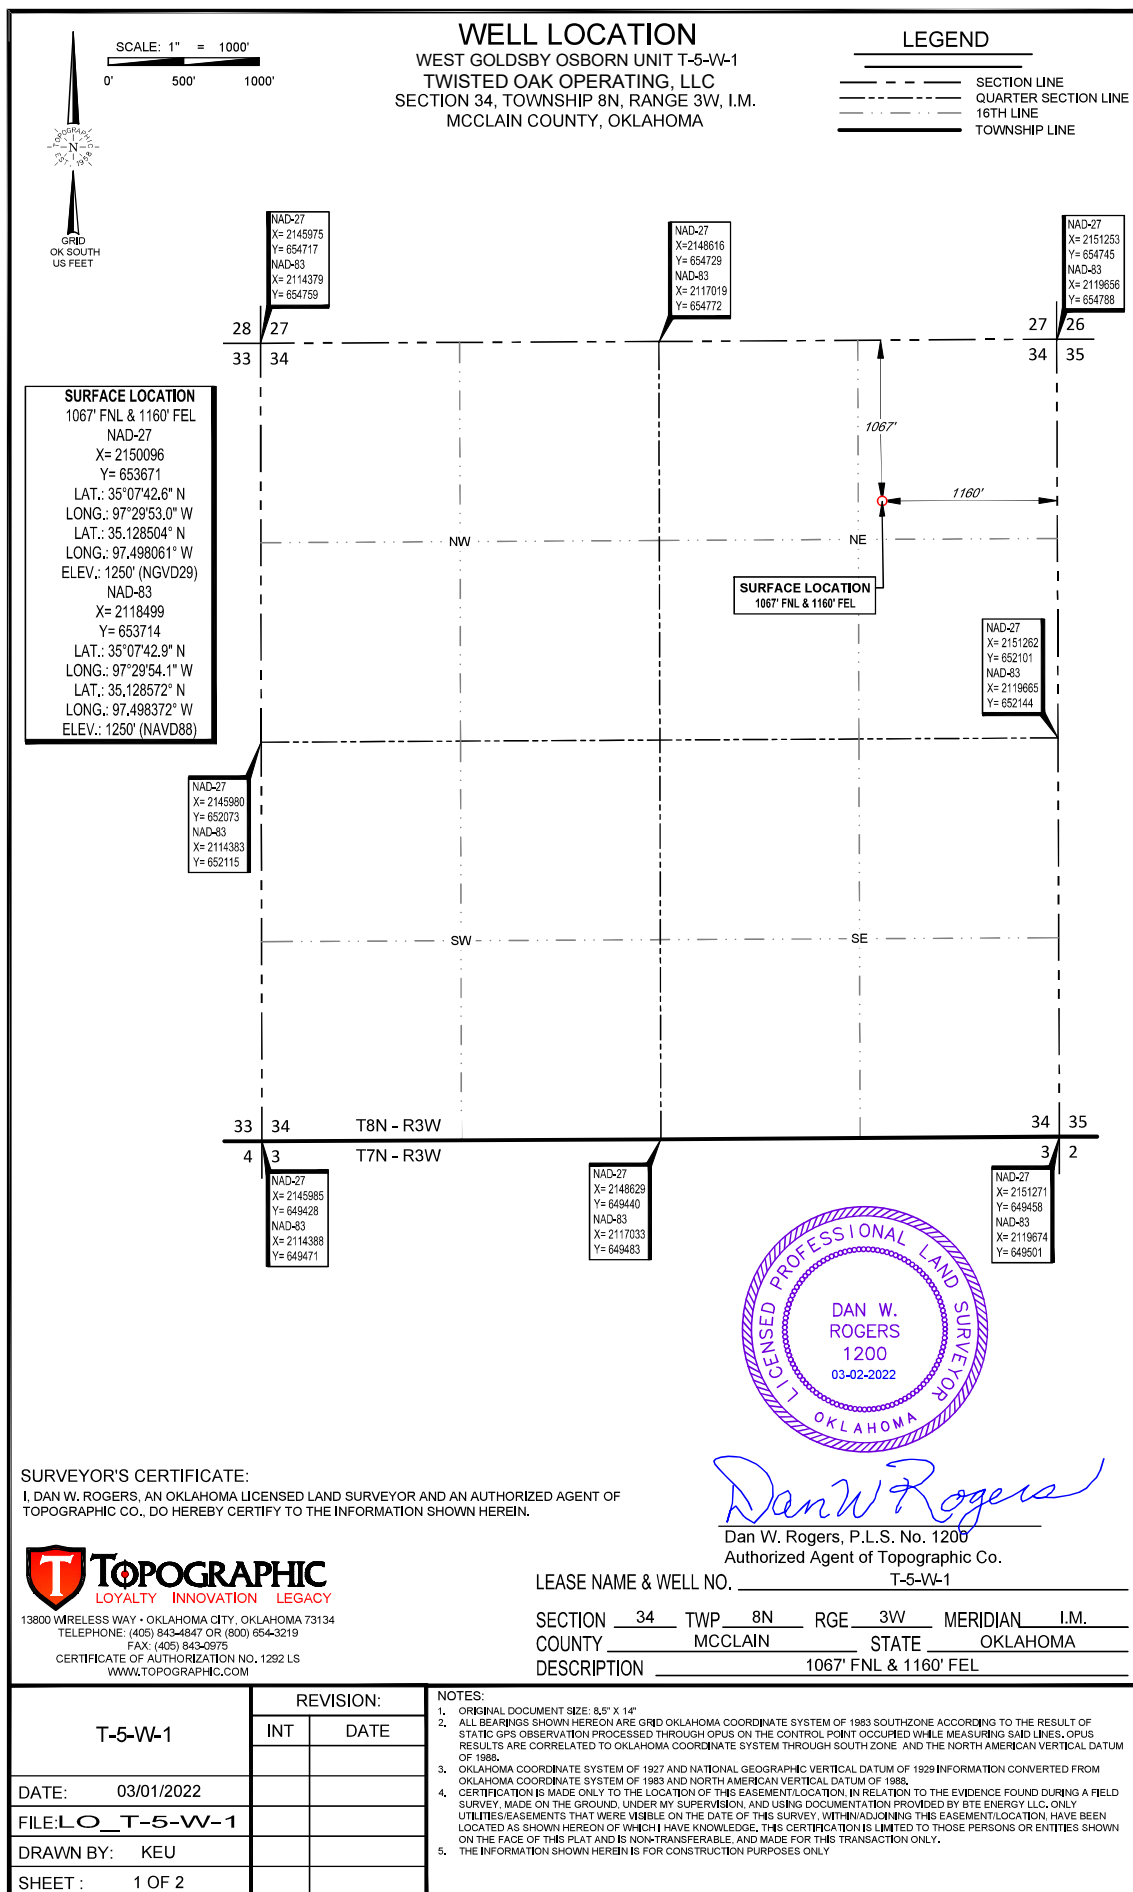 WELL LOCATION
WEST GOLDSBY OSBORN UNIT T-5-W-1
TWISTED OAK OPERATING, LLC
SECTION 34, TOWNSHIP 8N, RANGE 3W, I.M.
MCCLAIN COUNTY, OKLAHOMA
SCALE: 1" = 1000'
0' 500' 1000'
TOPOGRAPHIC
N
EST. 1958
GRID
OK SOUTH
US FEET
LEGEND
SECTION LINE
QUARTER SECTION LINE
16TH LINE
TOWNSHIP LINE
NAD-27
X= 2145975
Y= 654717
NAD-83
X= 2114379
Y= 654759
NAD-27
X=2148616
Y= 654729
NAD-83
X= 2117019
Y= 654772
NAD-27
X= 2151253
Y= 654745
NAD-83
X= 2119656
Y= 654788
28 27
33 34
27 26
34 35
SURFACE LOCATION
1067' FNL & 1160' FEL
NAD-27
X= 2150096
Y= 653671
LAT.: 35°07'42.6" N
LONG.: 97°29'53.0" W
LAT.: 35.128504° N
LONG.: 97.498061° W
ELEV.: 1250' (NGVD29)
NAD-83
X= 2118499
Y= 653714
LAT.: 35°07'42.9" N
LONG.: 97°29'54.1" W
LAT.: 35.128572° N
LONG.: 97.498372° W
ELEV.: 1250' (NAVD88)
1067'
1160'
NW
NE
SURFACE LOCATION
1067' FNL & 1160' FEL
NAD-27
X= 2151262
Y= 652101
NAD-83
X= 2119665
Y= 652144
NAD-27
X= 2145980
Y= 652073
NAD-83
X= 2114383
Y= 652115
SW
SE
33 34 T8N - R3W
4 3 T7N - R3W
34 35
3 2
NAD-27
X= 2145985
Y= 649428
NAD-83
X= 2114388
Y= 649471
NAD-27
X= 2148629
Y= 649440
NAD-83
X= 2117033
Y= 649483
NAD-27
X= 2151271
Y= 649458
NAD-83
X= 2119674
Y= 649501
LICENSED PROFESSIONAL LAND SURVEYOR
DAN W.
ROGERS
1200
03-02-2022
OKLAHOMA
SURVEYOR'S CERTIFICATE:
I, DAN W. ROGERS, AN OKLAHOMA LICENSED LAND SURVEYOR AND AN AUTHORIZED AGENT OF
TOPOGRAPHIC CO., DO HEREBY CERTIFY TO THE INFORMATION SHOWN HEREIN.
Dan W Rogers
Dan W. Rogers, P.L.S. No. 1200
Authorized Agent of Topographic Co.
T TOPOGRAPHIC
LOYALTY INNOVATION LEGACY
13800 WIRELESS WAY • OKLAHOMA CITY, OKLAHOMA 73134
TELEPHONE: (405) 843-4847 OR (800) 654-3219
FAX: (405) 843-0975
CERTIFICATE OF AUTHORIZATION NO. 1292 LS
WWW.TOPOGRAPHIC.COM
LEASE NAME & WELL NO. T-5-W-1
SECTION 34 TWP 8N RGE 3W MERIDIAN I.M.
COUNTY MCCLAIN STATE OKLAHOMA
DESCRIPTION 1067' FNL & 1160' FEL
T-5-W-1
REVISION:
INT DATE
DATE: 03/01/2022
FILE:LO_T-5-W-1
DRAWN BY: KEU
SHEET : 1 OF 2
NOTES:
1. ORIGINAL DOCUMENT SIZE: 8.5" X 14"
2. ALL BEARINGS SHOWN HEREON ARE GRID OKLAHOMA COORDINATE SYSTEM OF 1983 SOUTHZONE ACCORDING TO THE RESULT OF
STATIC GPS OBSERVATION PROCESSED THROUGH OPUS ON THE CONTROL POINT OCCUPIED WHILE MEASURING SAID LINES. OPUS
RESULTS ARE CORRELATED TO OKLAHOMA COORDINATE SYSTEM THROUGH SOUTH ZONE AND THE NORTH AMERICAN VERTICAL DATUM
OF 1988.
3. OKLAHOMA COORDINATE SYSTEM OF 1927 AND NATIONAL GEOGRAPHIC VERTICAL DATUM OF 1929 INFORMATION CONVERTED FROM
OKLAHOMA COORDINATE SYSTEM OF 1983 AND NORTH AMERICAN VERTICAL DATUM OF 1988.
4. CERTIFICATION IS MADE ONLY TO THE LOCATION OF THIS EASEMENT/LOCATION, IN RELATION TO THE EVIDENCE FOUND DURING A FIELD
SURVEY, MADE ON THE GROUND, UNDER MY SUPERVISION, AND USING DOCUMENTATION PROVIDED BY BTE ENERGY LLC. ONLY
UTILITIES/EASEMENTS THAT WERE VISIBLE ON THE DATE OF THIS SURVEY, WITHIN/ADJOINING THIS EASEMENT/LOCATION, HAVE BEEN
LOCATED AS SHOWN HEREON OF WHICH I HAVE KNOWLEDGE. THIS CERTIFICATION IS LIMITED TO THOSE PERSONS OR ENTITIES SHOWN
ON THE FACE OF THIS PLAT AND IS NON-TRANSFERABLE, AND MADE FOR THIS TRANSACTION ONLY.
5. THE INFORMATION SHOWN HEREIN IS FOR CONSTRUCTION PURPOSES ONLY